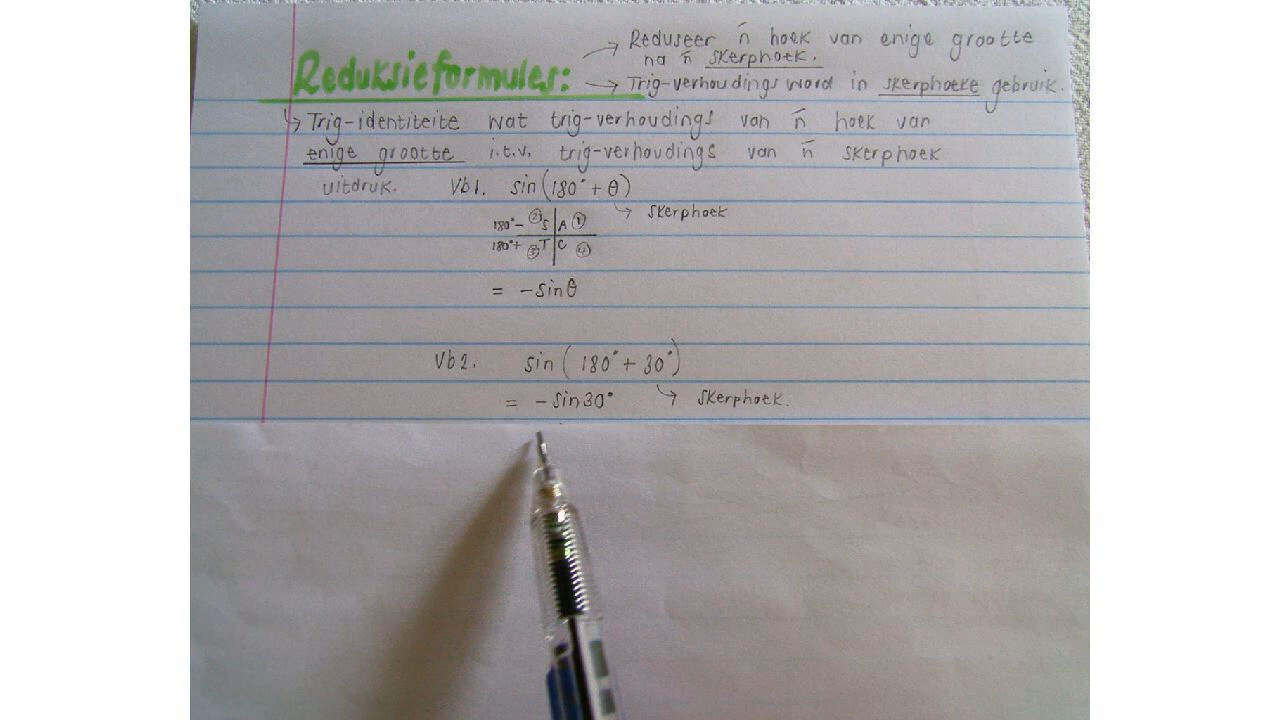 Reduksieformules:
→ Reduseer ñ hoek van enige grootte
na ñ skerphoek.
→ Trig-verhoudings word in skerphoeke gebruik.
↳ Trig-identiteite wat trig-verhoudings van ñ hoek van
enige grootte i.t.v. trig-verhoudings van ñ skerphoek
uitdruk. Vb1. sin(180° + θ)
↳ skerphoek
180°- ② S | A ①
180°+ ③ T | C ④
= -sinθ
Vb2. sin(180° + 30°)
= -sin30° ↳ skerphoek.